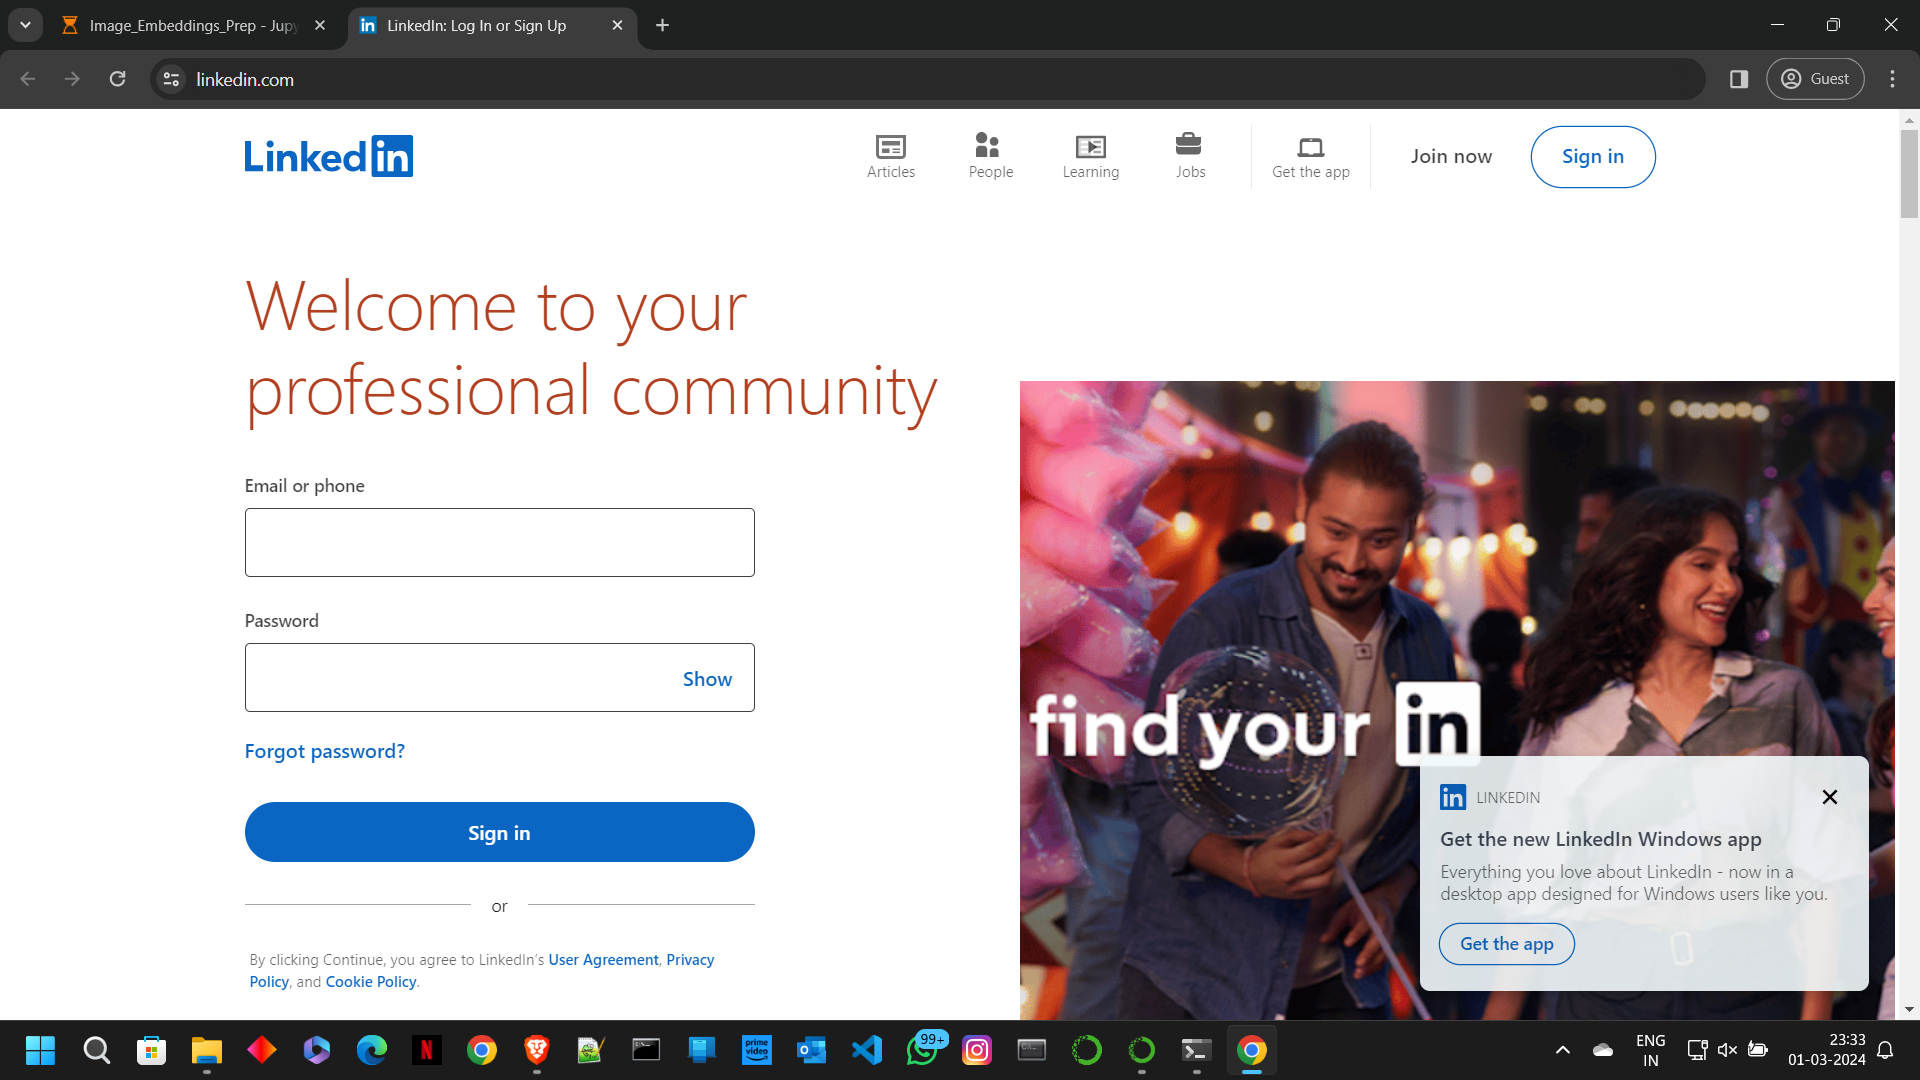 Image_Embeddings_Prep - Jupy
LinkedIn: Log In or Sign Up
linkedin.com
Guest
Linkedin
Articles
People
Learning
Jobs
Get the app
Join now
Sign in
Welcome to your
professional community
Email or phone
Password
Show
Forgot password?
Sign in
or
By clicking Continue, you agree to LinkedIn’s User Agreement, Privacy
Policy, and Cookie Policy.
find your in
in LINKEDIN
Get the new LinkedIn Windows app
Everything you love about LinkedIn - now in a
desktop app designed for Windows users like you.
Get the app
N
prime
video
99+
ENG
IN
23:33
01-03-2024